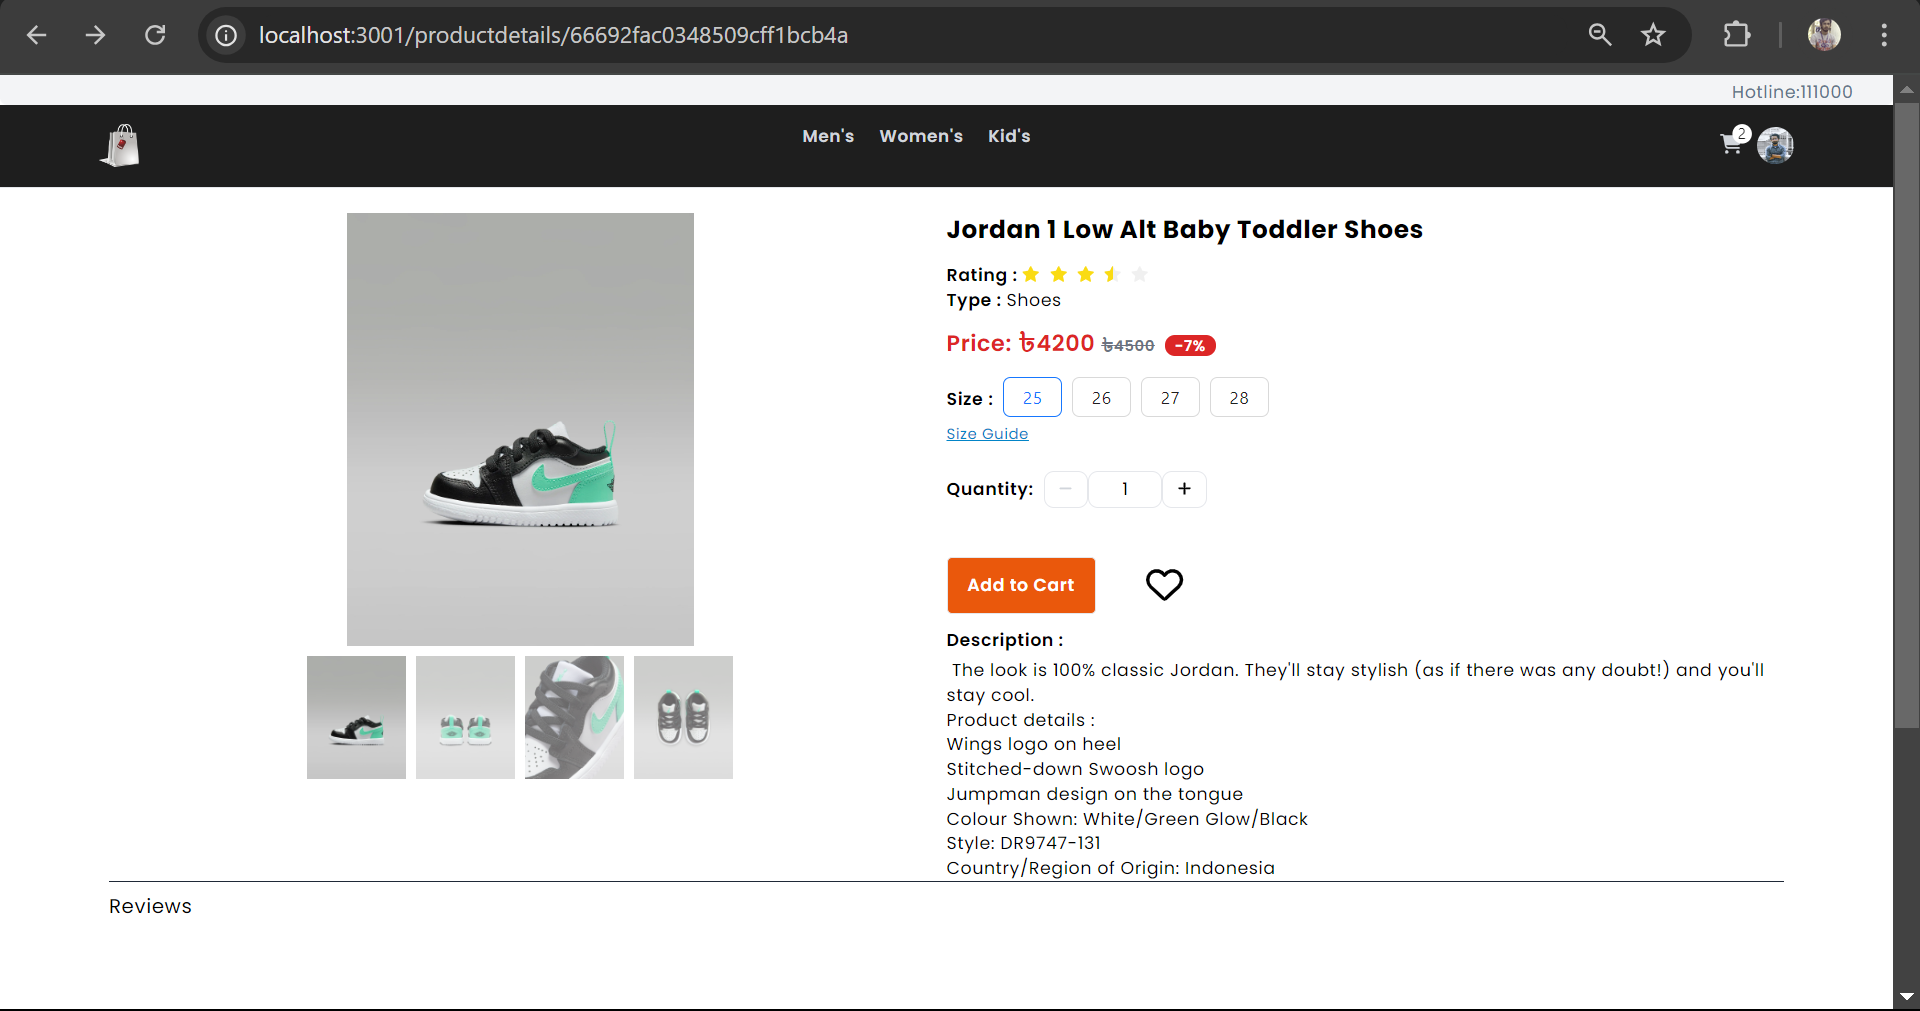 localhost:3001/productdetails/66692fac0348509cff1bcb4a
Hotline:111000
Men's Women's Kid's
2
Jordan 1 Low Alt Baby Toddler Shoes
Rating :
Type : Shoes
Price: ৳4200 ৳4500 -7%
Size : 25 26 27 28
Size Guide
Quantity: − 1 +
Add to Cart
Description :
The look is 100% classic Jordan. They'll stay stylish (as if there was any doubt!) and you'll
stay cool.
Product details :
Wings logo on heel
Stitched-down Swoosh logo
Jumpman design on the tongue
Colour Shown: White/Green Glow/Black
Style: DR9747-131
Country/Region of Origin: Indonesia
Reviews